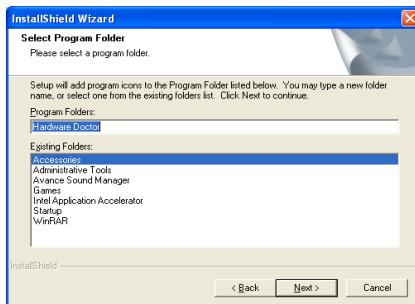 InstallShield Wizard
Select Program Folder
Please select a program folder.
Setup will add program icons to the Program Folder listed below. You may type a new folder
name, or select one from the existing folders list. Click Next to continue.
Program Folders:
Hardware Doctor
Existing Folders:
Accessories
Administrative Tools
Avance Sound Manager
Games
Intel Application Accelerator
Startup
WinRAR
InstallShield
< Back Next > Cancel